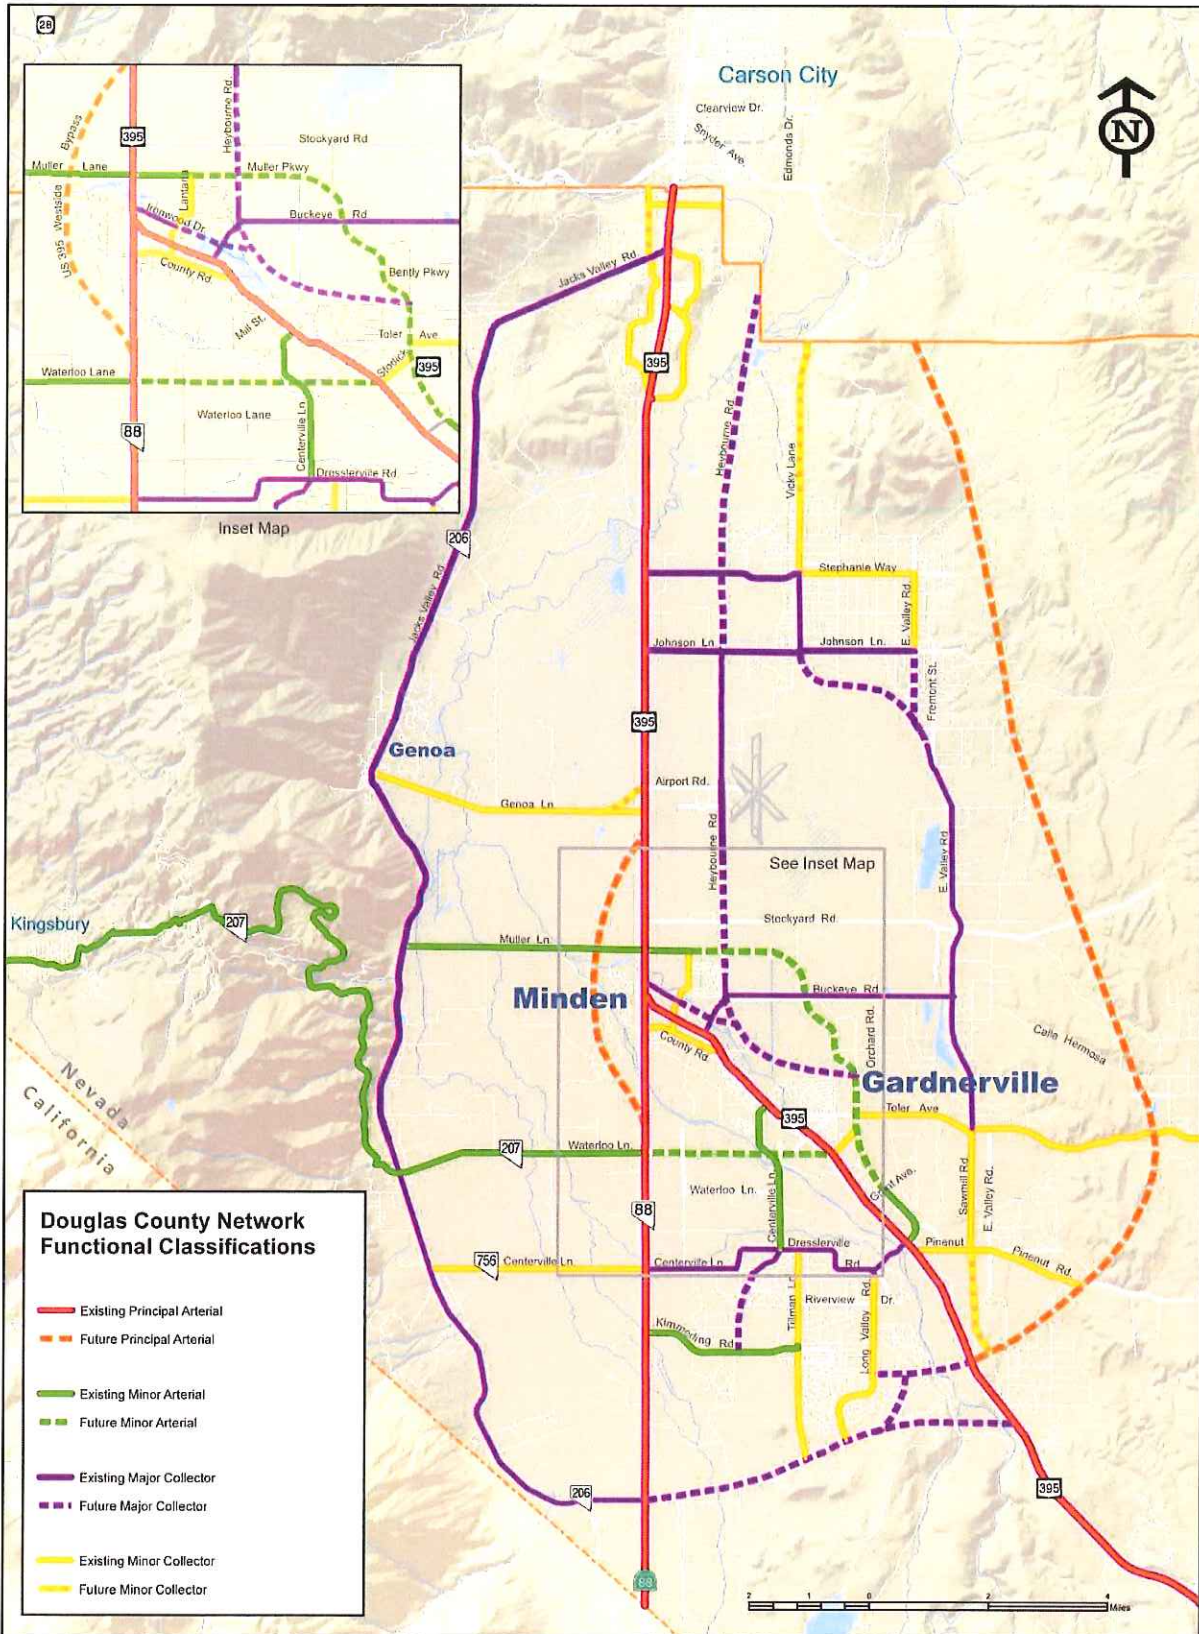 28
Carson City
Clearview Dr.
Snyder Ave.
Edmonds Dr.
N
395
Heybourne Rd.
Stockyard Rd
US 395 Westside Bypass
Muller Lane
Muller Pkwy
Lantana
Ironwood Dr.
Buckeye Rd
County Rd.
Bently Pkwy
Mill St.
Toler Ave.
Stodick
395
Waterloo Lane
Waterloo Lane
88
Centerville Ln
Dresslerville Rd
Inset Map
Jacks Valley Rd.
395
Heybourne Rd.
Vicky Lane
206
Jacks Valley Rd.
Stephanie Way
E. Valley Rd.
Johnson Ln
Johnson Ln.
Fremont St.
395
Genoa
Airport Rd.
Genoa Ln.
Heybourne Rd
E. Valley Rd
See Inset Map
Kingsbury
207
Stockyard Rd.
Muller Ln.
Minden
Buckeye Rd.
Orchard Rd.
County Rd.
Calle Hermosa
Gardnerville
Nevada
California
395
Toler Ave
207
Waterloo Ln.
Waterloo Ln.
Centerville Ln.
Grant Ave.
Sawmill Rd.
E. Valley Rd.
88
Dresslerville Rd.
Pinenut
Pinenut Rd.
756
Centerville Ln.
Centerville Ln.
Tillman Ln.
Riverview Dr.
Long Valley Rd.
Kimmerling Rd
206
395
88
Douglas County Network
Functional Classifications
Existing Principal Arterial
Future Principal Arterial
Existing Minor Arterial
Future Minor Arterial
Existing Major Collector
Future Major Collector
Existing Minor Collector
Future Minor Collector
2 1 0 2 4
Miles